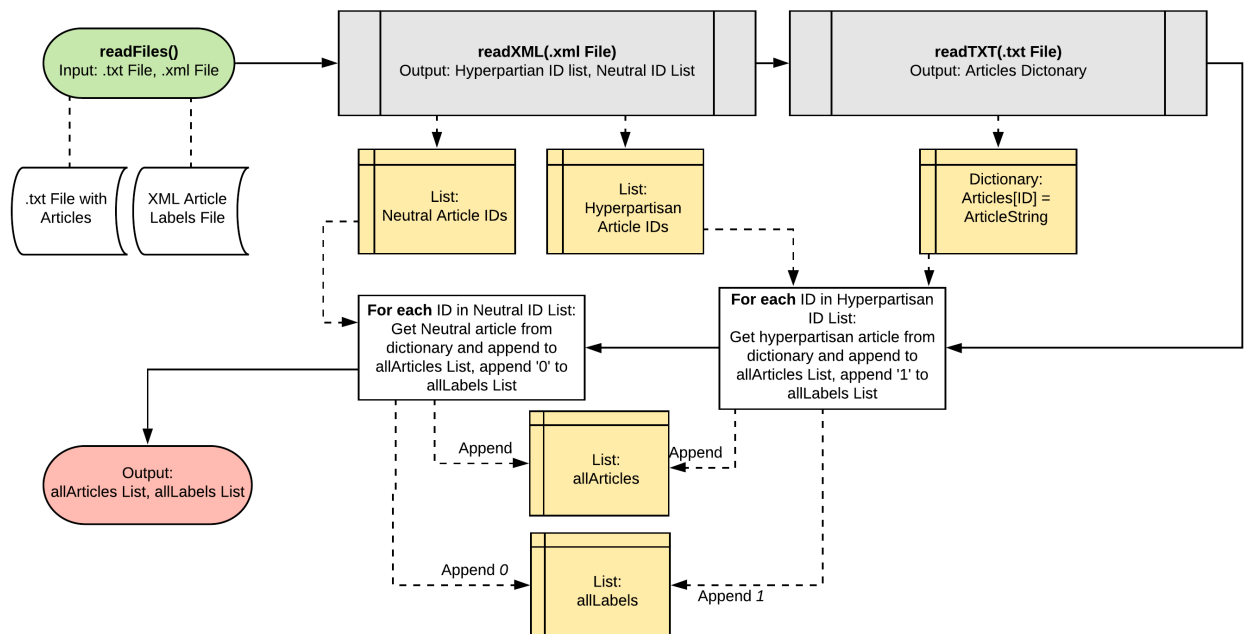 readFiles()
Input: .txt File, .xml File
readXML(.xml File)
Output: Hyperpartian ID list, Neutral ID List
readTXT(.txt File)
Output: Articles Dictonary
.txt File with
Articles
XML Article
Labels File
List:
Neutral Article IDs
List:
Hyperpartisan
Article IDs
Dictionary:
Articles[ID] =
ArticleString
For each ID in Neutral ID List:
Get Neutral article from
dictionary and append to
allArticles List, append '0' to
allLabels List
For each ID in Hyperpartisan
ID List:
Get hyperpartisan article from
dictionary and append to
allArticles List, append '1' to
allLabels List
Output:
allArticles List, allLabels List
Append
List:
allArticles
Append
Append 0
List:
allLabels
Append 1